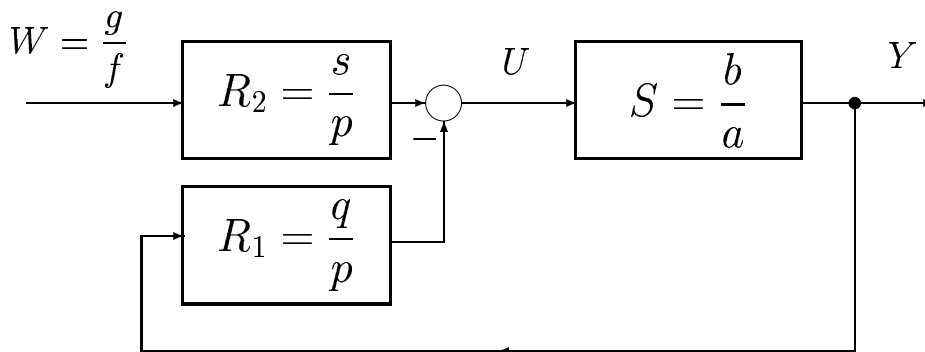 W = g/f
R₂ = s/p
U
S = b/a
Y
−
R₁ = q/p